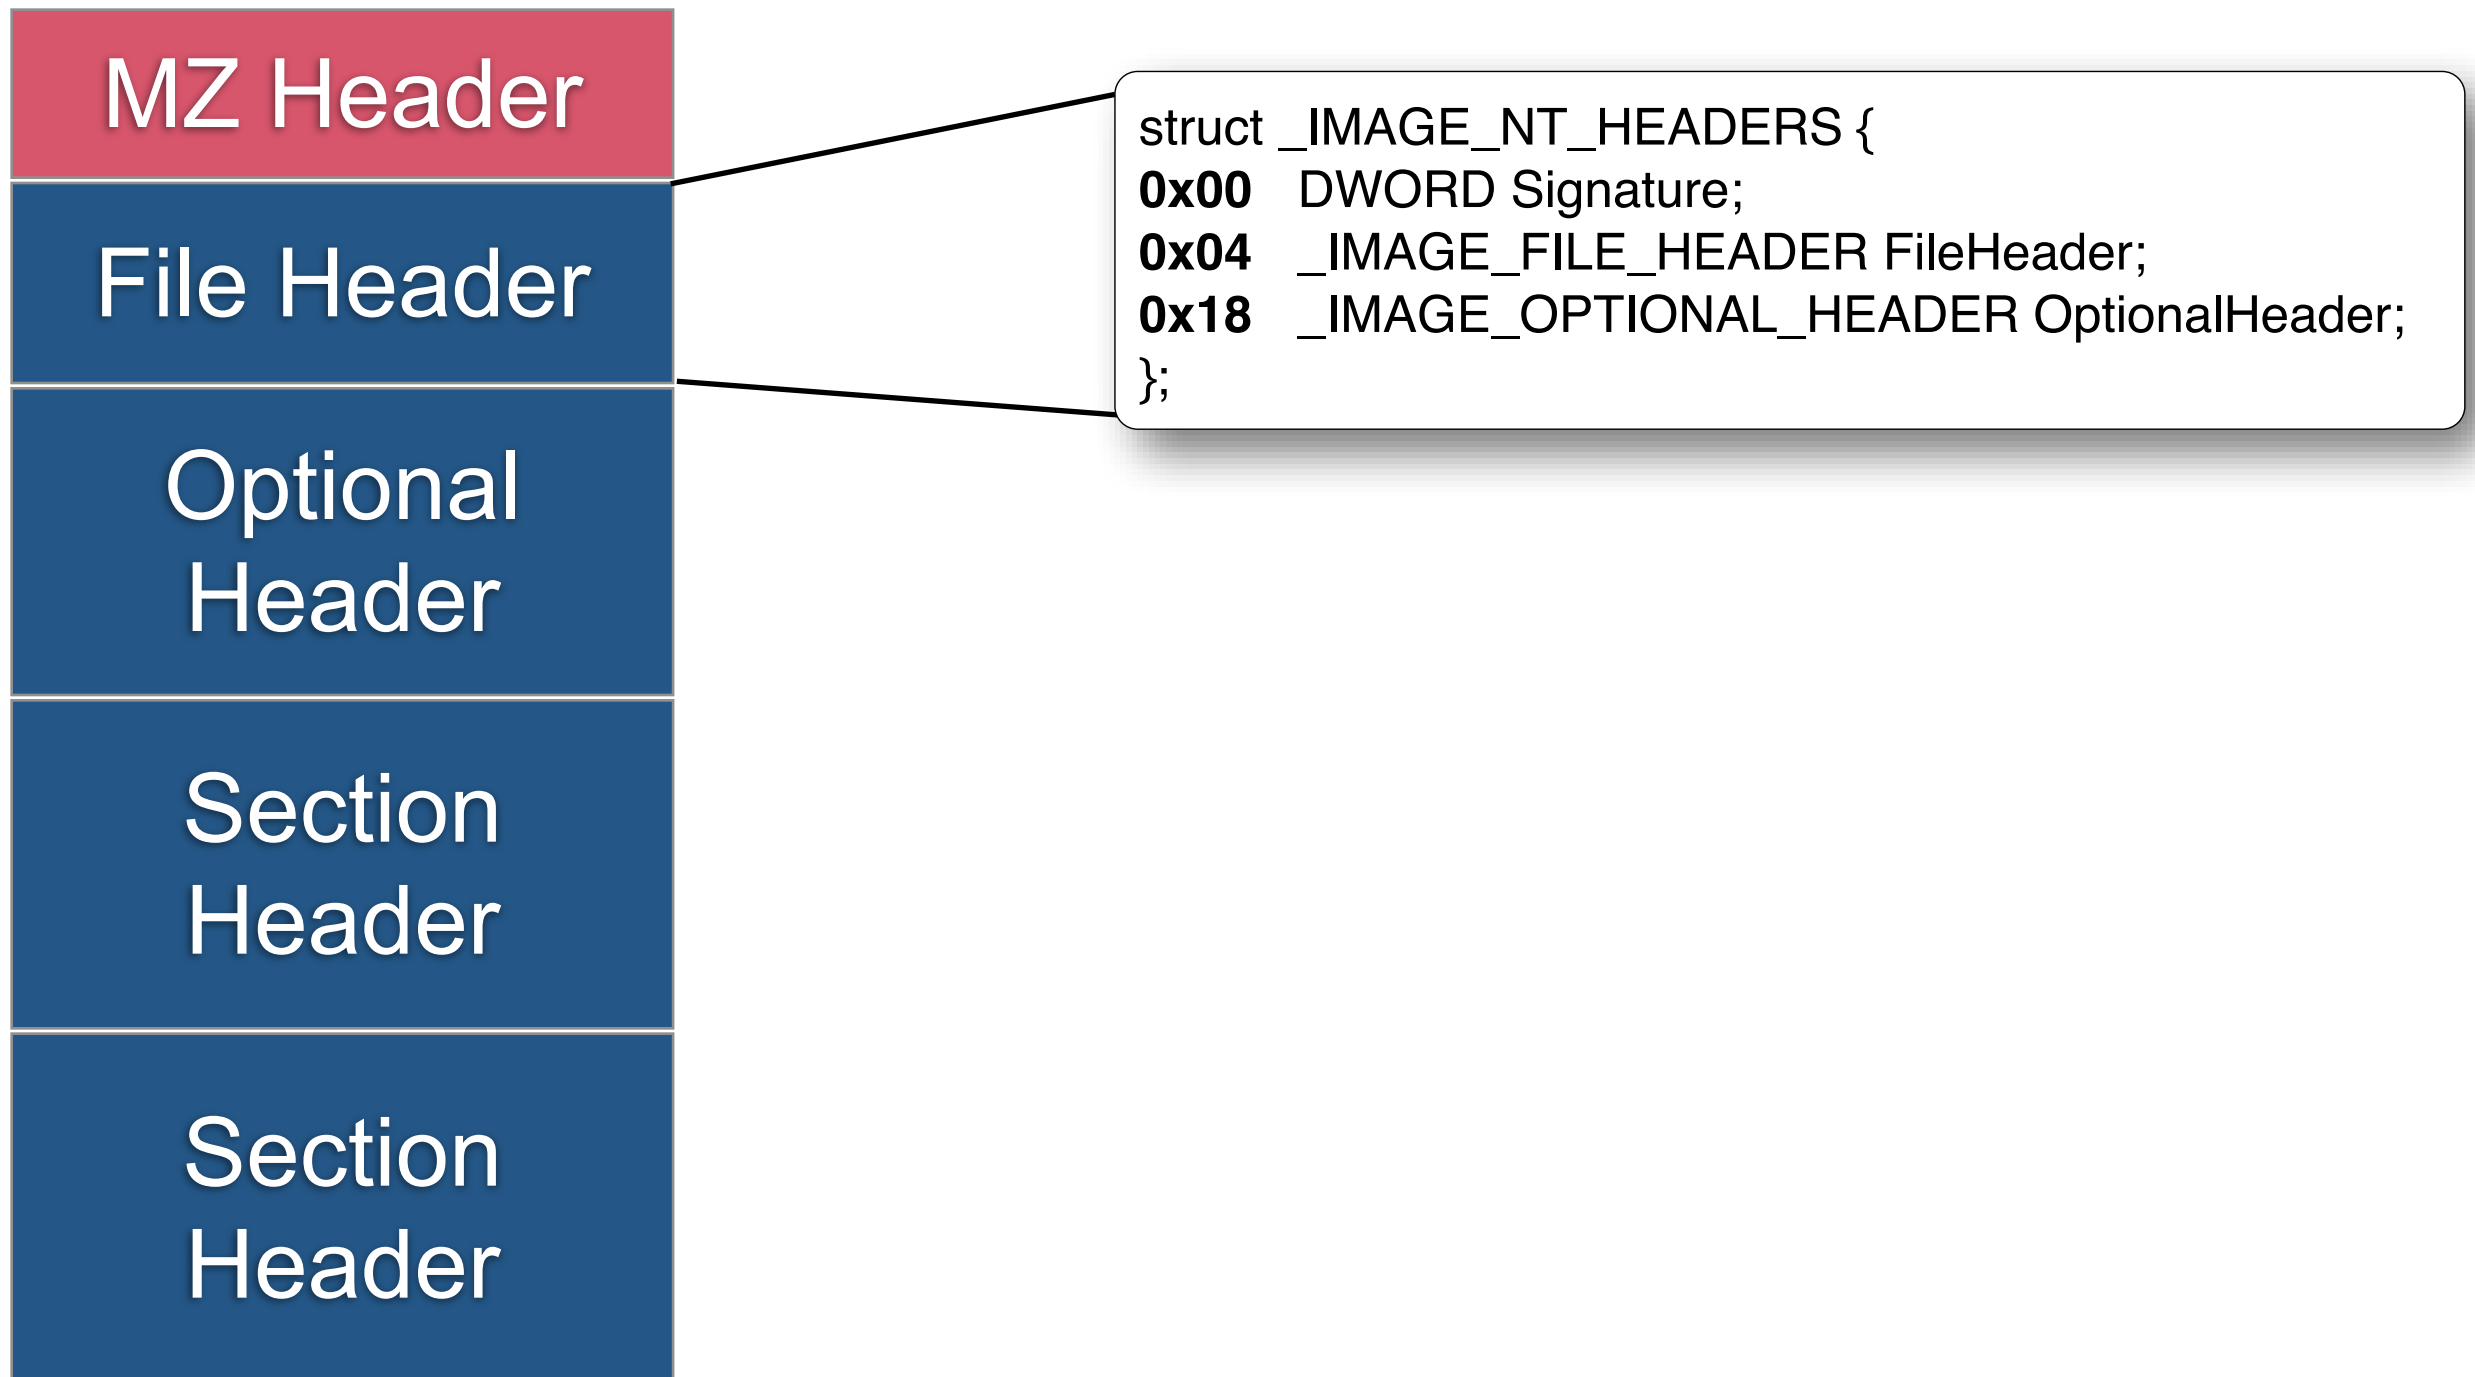 MZ Header
File Header
Optional
Header
Section
Header
Section
Header
struct _IMAGE_NT_HEADERS {
0x00 DWORD Signature;
0x04 _IMAGE_FILE_HEADER FileHeader;
0x18 _IMAGE_OPTIONAL_HEADER OptionalHeader;
};